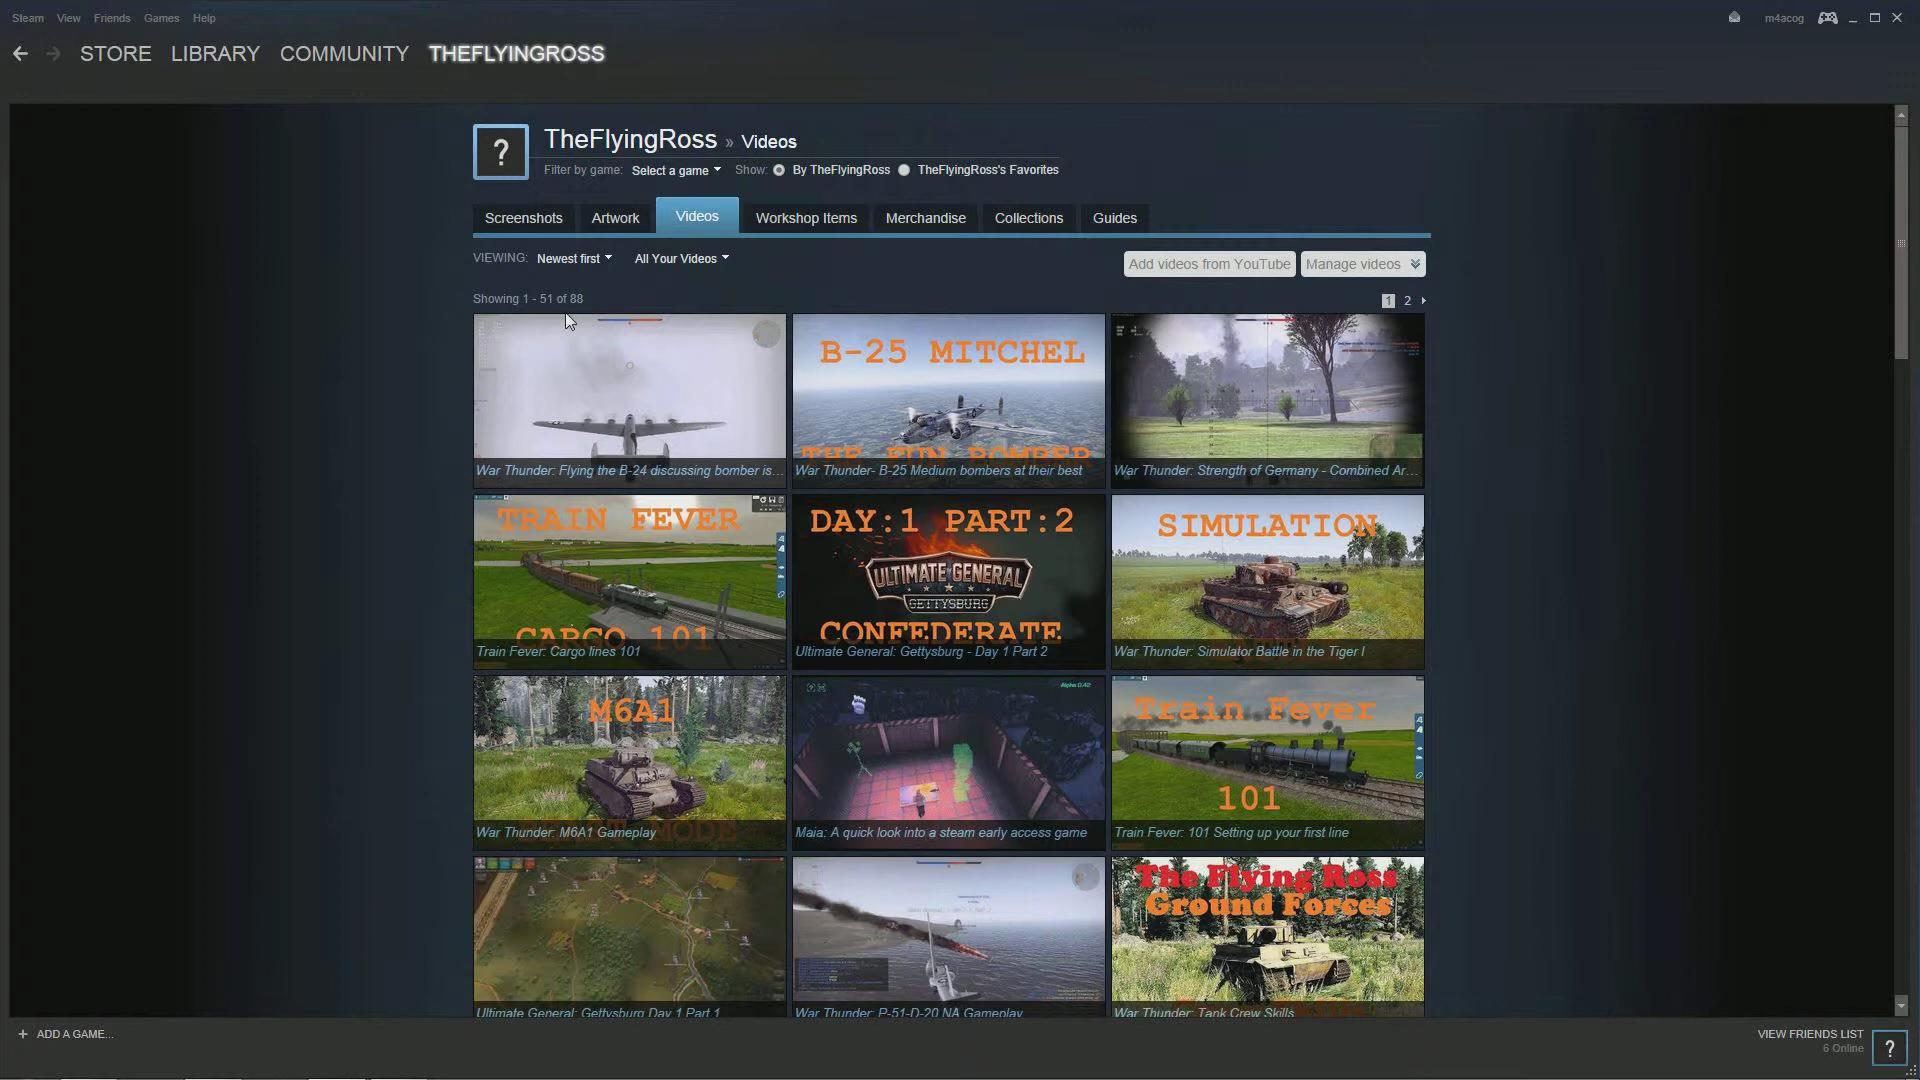 Steam View Friends Games Help
m4acog
STORE LIBRARY COMMUNITY THEFLYINGROSS
TheFlyingRoss » Videos
Filter by game: Select a game Show: By TheFlyingRoss TheFlyingRoss's Favorites
Screenshots Artwork Videos Workshop Items Merchandise Collections Guides
VIEWING: Newest first All Your Videos
Add videos from YouTube Manage videos
Showing 1 - 51 of 88
1 2
War Thunder: Flying the B-24 discussing bomber is...
B-25 MITCHEL
THE FUN BOMBER
War Thunder- B-25 Medium bombers at their best
War Thunder: Strength of Germany - Combined Ar...
TRAIN FEVER
CARGO 101
Train Fever: Cargo lines 101
DAY:1 PART:2
ULTIMATE GENERAL
GETTYSBURG
CONFEDERATE
Ultimate General: Gettysburg - Day 1 Part 2
SIMULATION
War Thunder: Simulator Battle in the Tiger I
M6A1
War Thunder: M6A1 Gameplay
Alpha 0.42
Maia: A quick look into a steam early access game
Train Fever
101
Train Fever: 101 Setting up your first line
Ultimate General: Gettysburg Day 1 Part 1
War Thunder: P-51-D-20 NA Gameplay
The Flying Ross
Ground Forces
War Thunder: Tank Crew Skills
+ ADD A GAME...
VIEW FRIENDS LIST
6 Online